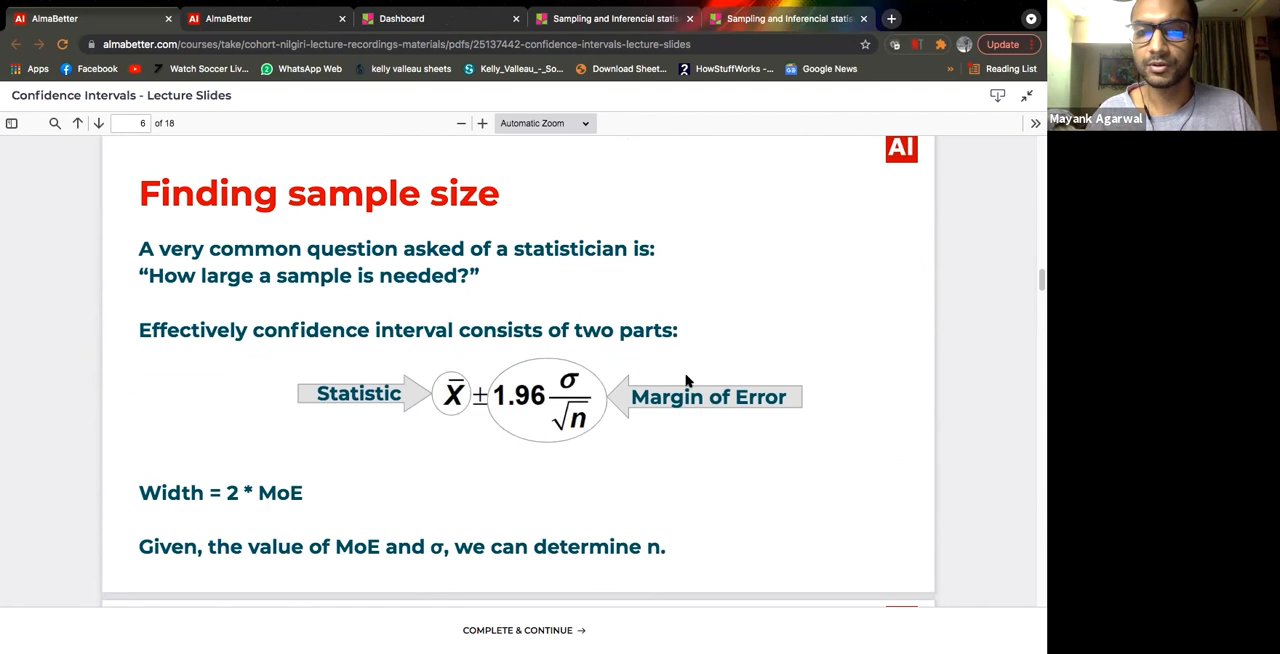 AlmaBetter
AlmaBetter
Dashboard
Sampling and Inferencial statis
Sampling and Inferencial statis
almabetter.com/courses/take/cohort-nilgiri-lecture-recordings-materials/pdfs/25137442-confidence-intervals-lecture-slides
Update
Apps
Facebook
Watch Soccer Liv...
WhatsApp Web
kelly valleau sheets
Kelly_Valleau_-_So...
Download Sheet...
HowStuffWorks -...
Google News
»
Reading List
Confidence Intervals - Lecture Slides
6 of 18
Automatic Zoom
Mayank Agarwal
AI
Finding sample size
A very common question asked of a statistician is:
“How large a sample is needed?”
Effectively confidence interval consists of two parts:
Statistic X̄ ± 1.96 σ/√n Margin of Error
Width = 2 * MoE
Given, the value of MoE and σ, we can determine n.
COMPLETE & CONTINUE →